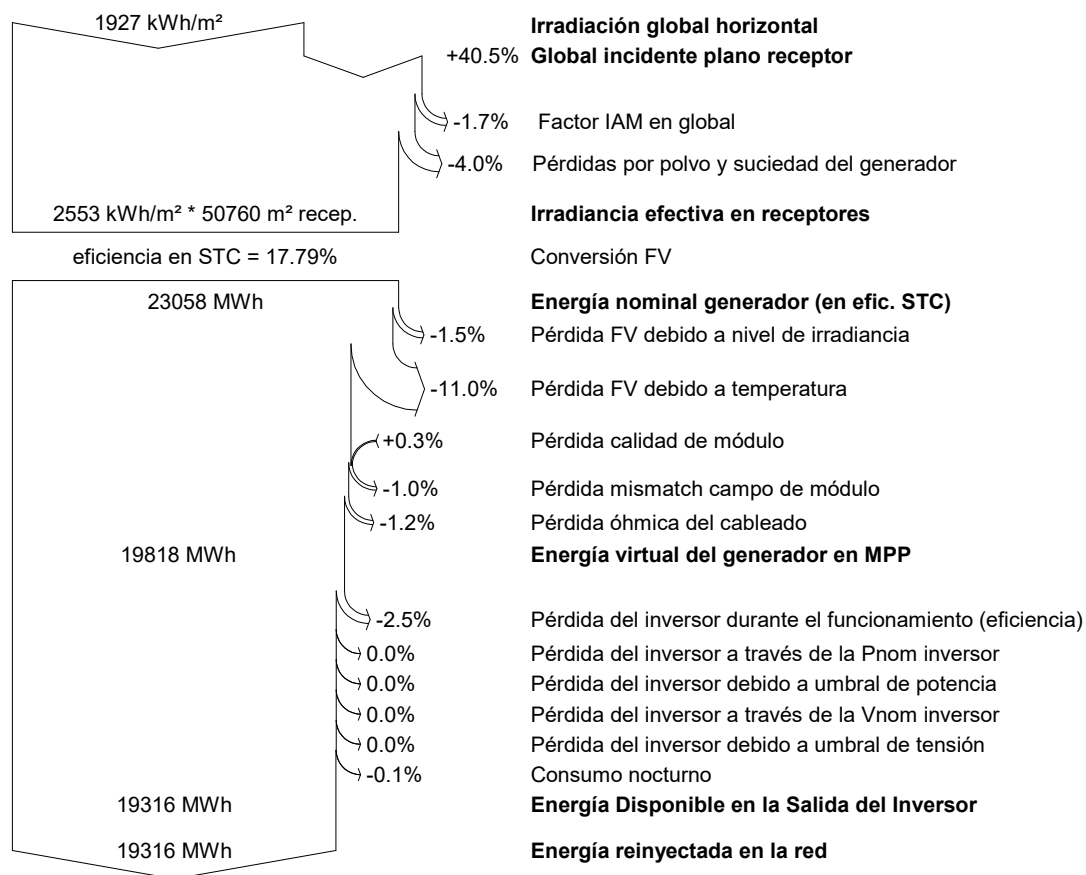 1927 kWh/m² Irradiación global horizontal
+40.5% Global incidente plano receptor
-1.7% Factor IAM en global
-4.0% Pérdidas por polvo y suciedad del generador
2553 kWh/m² * 50760 m² recep. Irradiancia efectiva en receptores
eficiencia en STC = 17.79% Conversión FV
23058 MWh Energía nominal generador (en efic. STC)
-1.5% Pérdida FV debido a nivel de irradiancia
-11.0% Pérdida FV debido a temperatura
+0.3% Pérdida calidad de módulo
-1.0% Pérdida mismatch campo de módulo
-1.2% Pérdida óhmica del cableado
19818 MWh Energía virtual del generador en MPP
-2.5% Pérdida del inversor durante el funcionamiento (eficiencia)
0.0% Pérdida del inversor a través de la Pnom inversor
0.0% Pérdida del inversor debido a umbral de potencia
0.0% Pérdida del inversor a través de la Vnom inversor
0.0% Pérdida del inversor debido a umbral de tensión
-0.1% Consumo nocturno
19316 MWh Energía Disponible en la Salida del Inversor
19316 MWh Energía reinyectada en la red